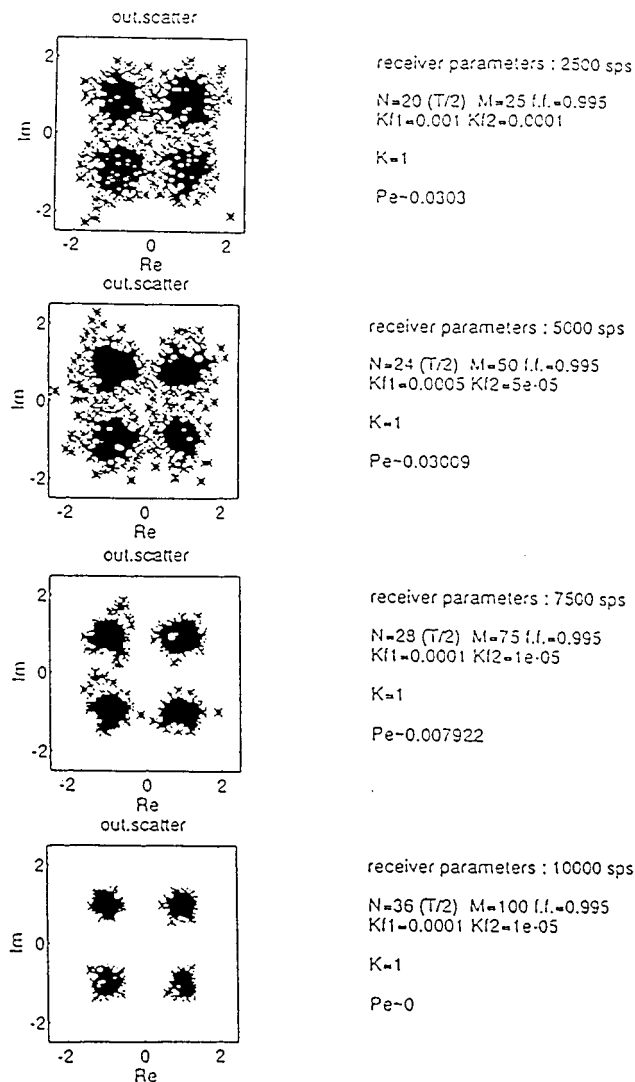 out.scatter
2
0
-2
Im
-2 0 2
Re
receiver parameters : 2500 sps
N=20 (T/2) M=25 f.f.=0.995
Kf1=0.001 Kf2=0.0001
K=1
Pe~0.0303
out.scatter
2
0
-2
Im
-2 0 2
Re
receiver parameters : 5000 sps
N=24 (T/2) M=50 f.f.=0.995
Kf1=0.0005 Kf2=5e-05
K=1
Pe~0.03009
out.scatter
2
0
-2
Im
-2 0 2
Re
receiver parameters : 7500 sps
N=28 (T/2) M=75 f.f.=0.995
Kf1=0.0001 Kf2=1e-05
K=1
Pe~0.007922
out.scatter
2
0
-2
Im
-2 0 2
Re
receiver parameters : 10000 sps
N=36 (T/2) M=100 f.f.=0.995
Kf1=0.0001 Kf2=1e-05
K=1
Pe~0